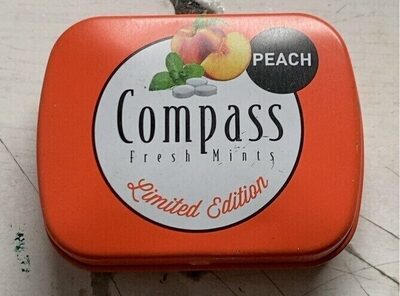 PEACH
Compass
Fresh Mints
Limited Edition